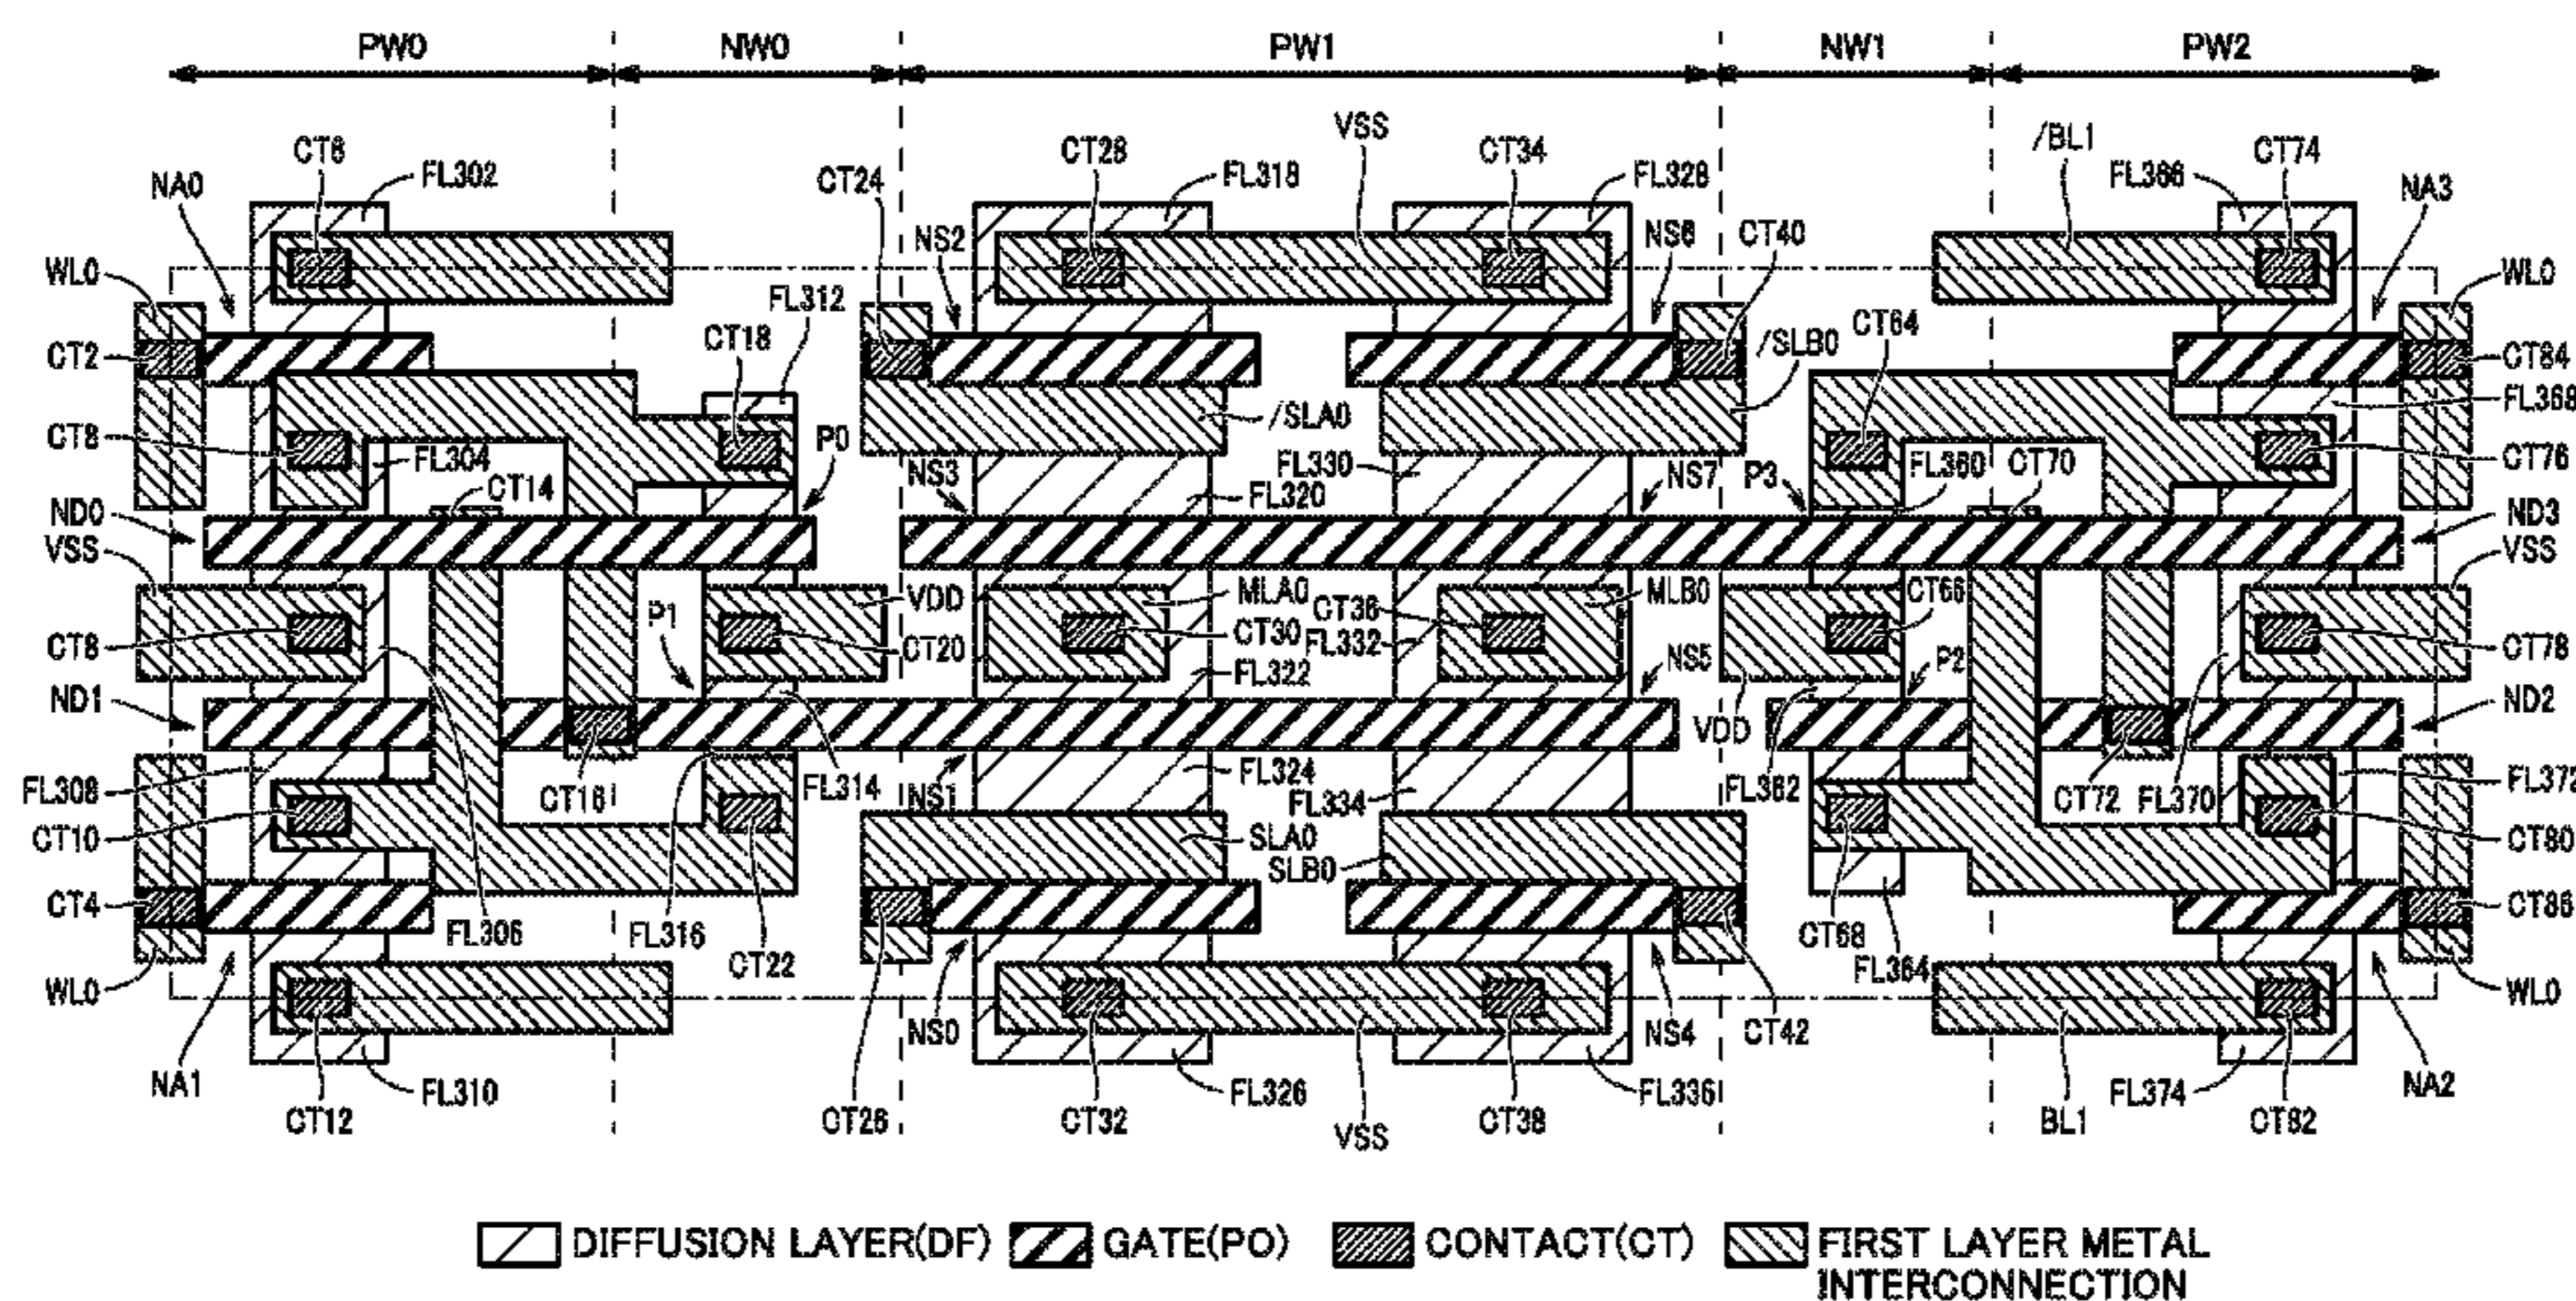 PW0 NW0 PW1 NW1 PW2
VSS
/BL1
CT6 CT28 CT34 CT74
NA0 FL302 CT24 FL318 FL328 FL366 NA3
NS2 NS6 CT40
WL0 FL312 WL0
CT64
CT2 CT18 /SLB0 CT84
FL368
CT8 P0 /SLA0
FL304 FL330 FL360 CT70 CT76
CT14 NS3 FL320 NS7 P3
ND0 ND3
VSS VSS
VDD MLA0 MLB0 CT66
P1 CT36
CT8 CT20 CT30 FL332 CT78
FL322 NS5 P2
ND1 ND2
VDD
FL308 CT16 FL314 NS1 FL324 FL334 FL362 CT72 FL370 FL372
CT10 SLA0 SLB0 CT80
CT4 CT86
FL306 FL316 CT22 CT68
FL364
WL0 NS0 NS4 CT42 WL0
NA1 FL310 FL326 FL336 FL374 NA2
CT12 CT26 CT32 VSS CT38 BL1 CT82
DIFFUSION LAYER(DF) GATE(PO) CONTACT(CT) FIRST LAYER METAL
INTERCONNECTION